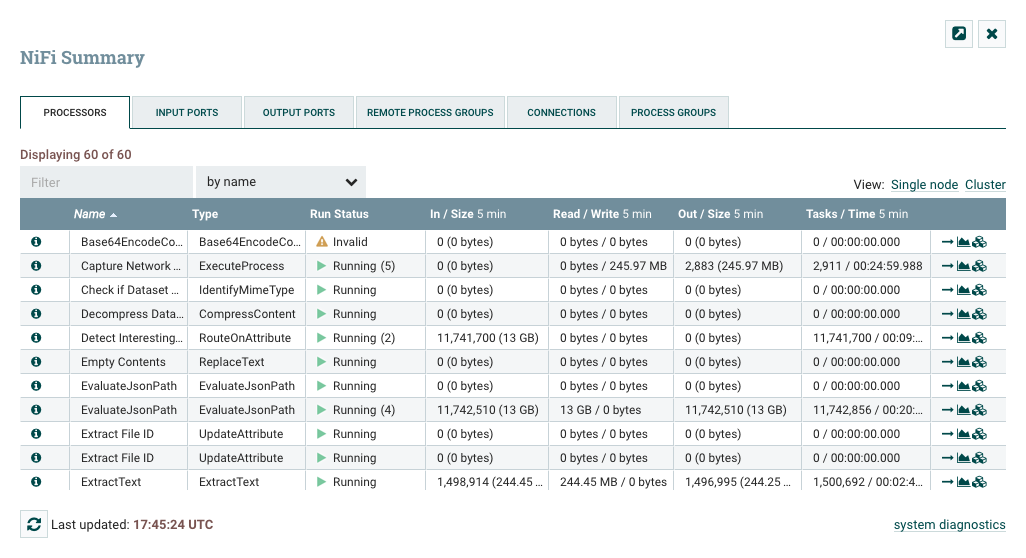 NiFi Summary
PROCESSORS INPUT PORTS OUTPUT PORTS REMOTE PROCESS GROUPS CONNECTIONS PROCESS GROUPS
Displaying 60 of 60
Filter by name View: Single node Cluster
Name Type Run Status In / Size 5 min Read / Write 5 min Out / Size 5 min Tasks / Time 5 min
Base64EncodeCo... Base64EncodeCo... Invalid 0 (0 bytes) 0 bytes / 0 bytes 0 (0 bytes) 0 / 00:00:00.000
Capture Network ... ExecuteProcess Running (5) 0 (0 bytes) 0 bytes / 245.97 MB 2,883 (245.97 MB) 2,911 / 00:24:59.988
Check if Dataset ... IdentifyMimeType Running 0 (0 bytes) 0 bytes / 0 bytes 0 (0 bytes) 0 / 00:00:00.000
Decompress Data... CompressContent Running 0 (0 bytes) 0 bytes / 0 bytes 0 (0 bytes) 0 / 00:00:00.000
Detect Interesting... RouteOnAttribute Running (2) 11,741,700 (13 GB) 0 bytes / 0 bytes 0 (0 bytes) 11,741,700 / 00:09:...
Empty Contents ReplaceText Running 0 (0 bytes) 0 bytes / 0 bytes 0 (0 bytes) 0 / 00:00:00.000
EvaluateJsonPath EvaluateJsonPath Running 0 (0 bytes) 0 bytes / 0 bytes 0 (0 bytes) 0 / 00:00:00.000
EvaluateJsonPath EvaluateJsonPath Running (4) 11,742,510 (13 GB) 13 GB / 0 bytes 11,742,510 (13 GB) 11,742,856 / 00:20:...
Extract File ID UpdateAttribute Running 0 (0 bytes) 0 bytes / 0 bytes 0 (0 bytes) 0 / 00:00:00.000
Extract File ID UpdateAttribute Running 0 (0 bytes) 0 bytes / 0 bytes 0 (0 bytes) 0 / 00:00:00.000
ExtractText ExtractText Running 1,498,914 (244.45 ... 244.45 MB / 0 bytes 1,496,995 (244.25 ... 1,500,692 / 00:02:4...
Last updated: 17:45:24 UTC system diagnostics